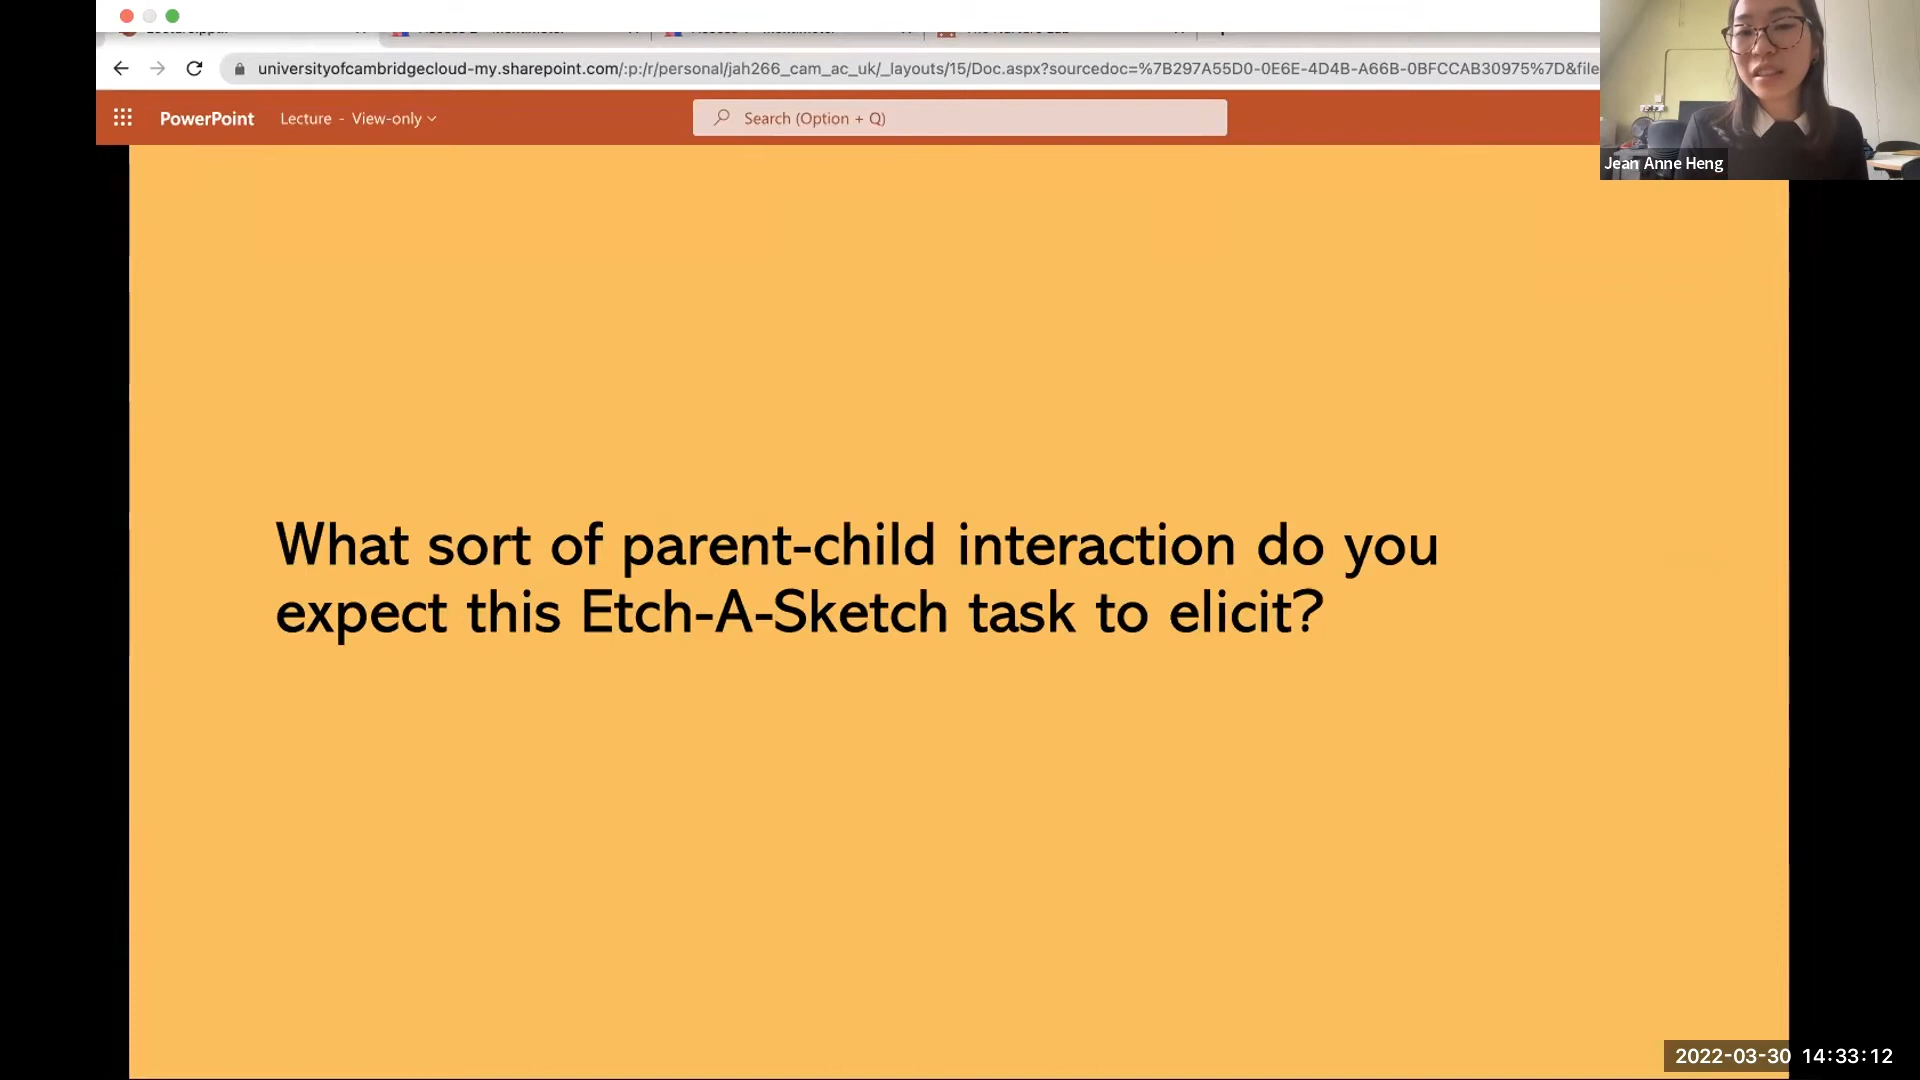 universityofcambridgecloud-my.sharepoint.com/:p:/r/personal/jah266_cam_ac_uk/_layouts/15/Doc.aspx?sourcedoc=%7B297A55D0-0E6E-4D4B-A66B-0BFCCAB30975%7D&file
PowerPoint Lecture - View-only Search (Option + Q)
Jean Anne Heng
What sort of parent-child interaction do you
expect this Etch-A-Sketch task to elicit?
2022-03-30 14:33:12